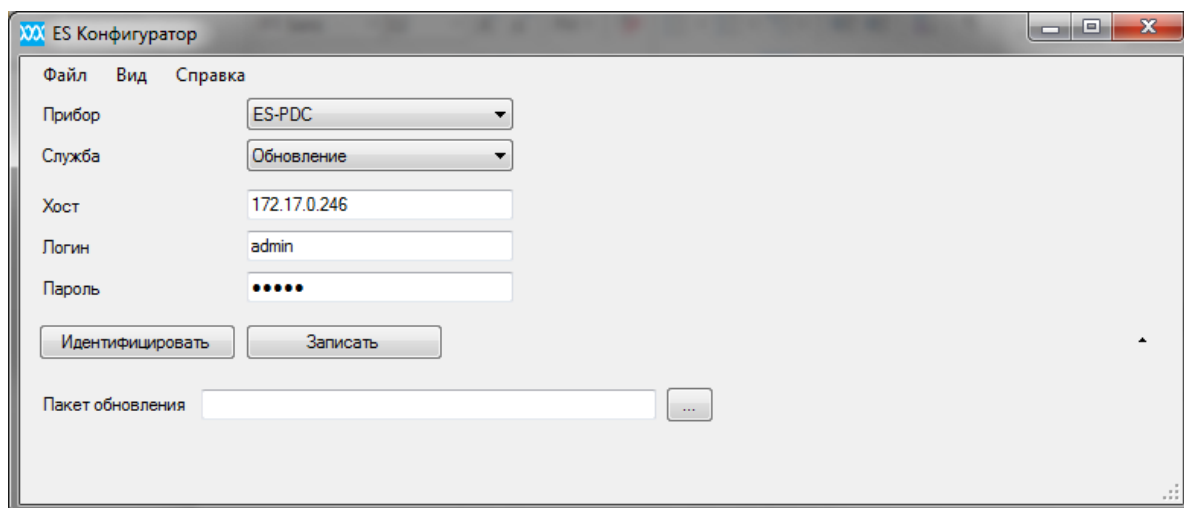 ES Конфигуратор
Файл Вид Справка
Прибор ES-PDC
Служба Обновление
Хост 172.17.0.246
Логин admin
Пароль •••••
Идентифицировать Записать
Пакет обновления ...